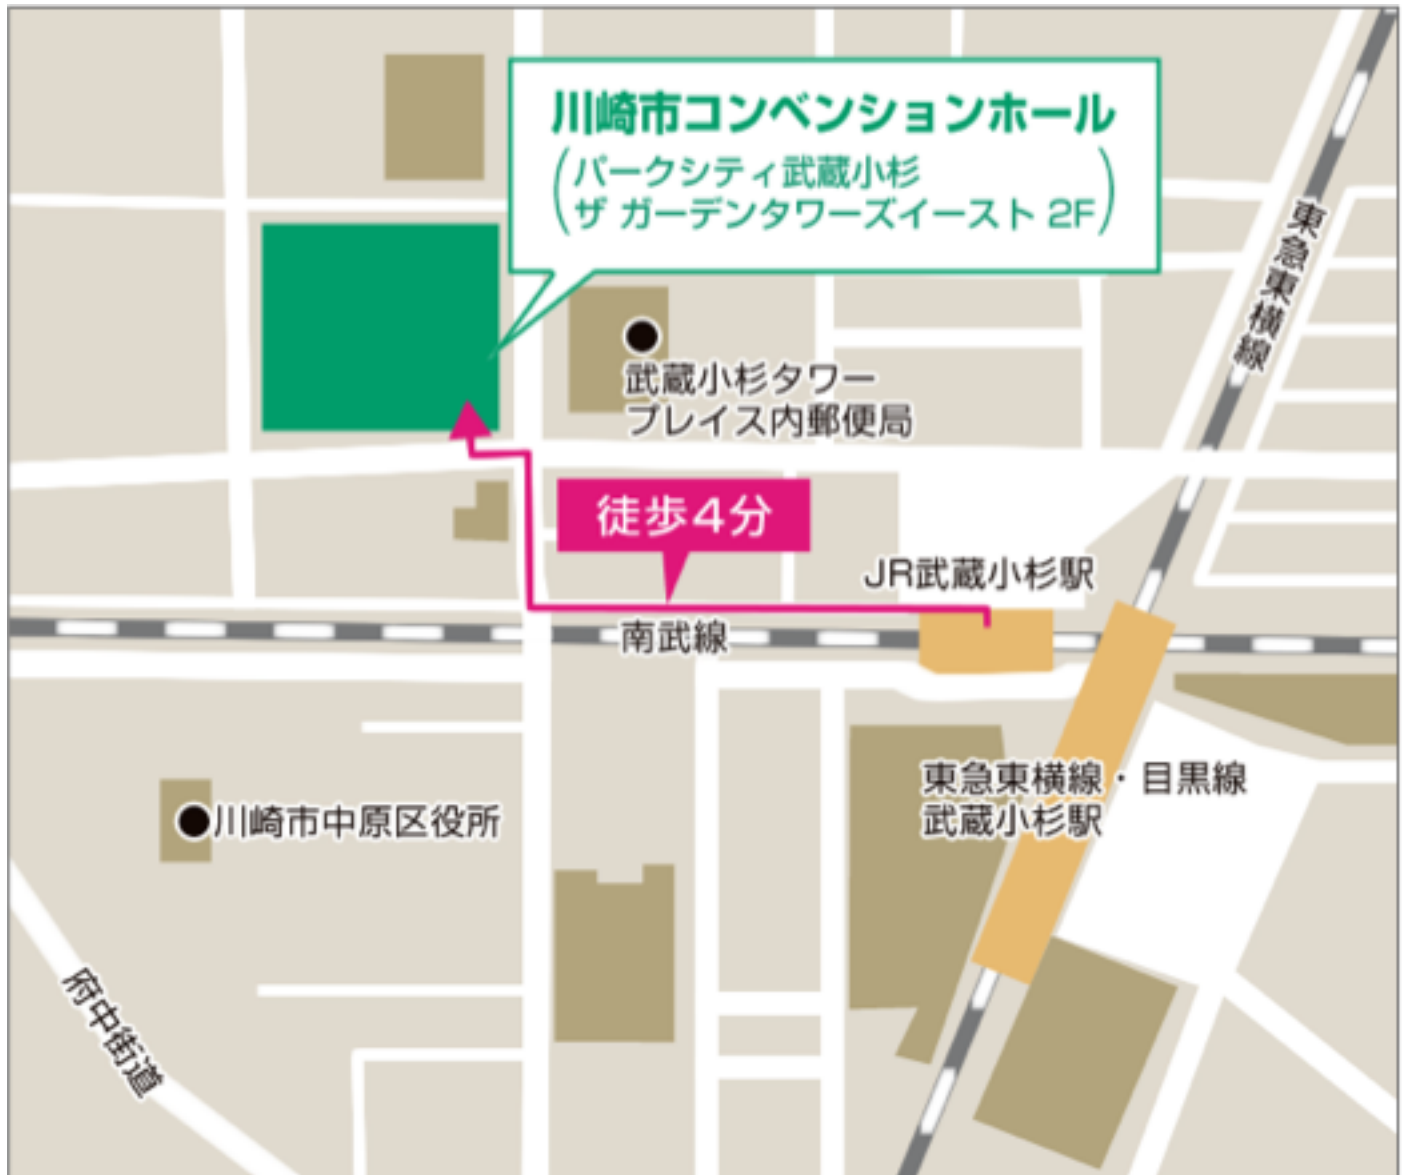 川崎市コンベンションホール
(パークシティ武蔵小杉
ザ ガーデンタワーズイースト 2F)
東急東横線
武蔵小杉タワー
プレイス内郵便局
徒歩4分
JR武蔵小杉駅
南武線
東急東横線・目黒線
武蔵小杉駅
川崎市中原区役所
府中街道